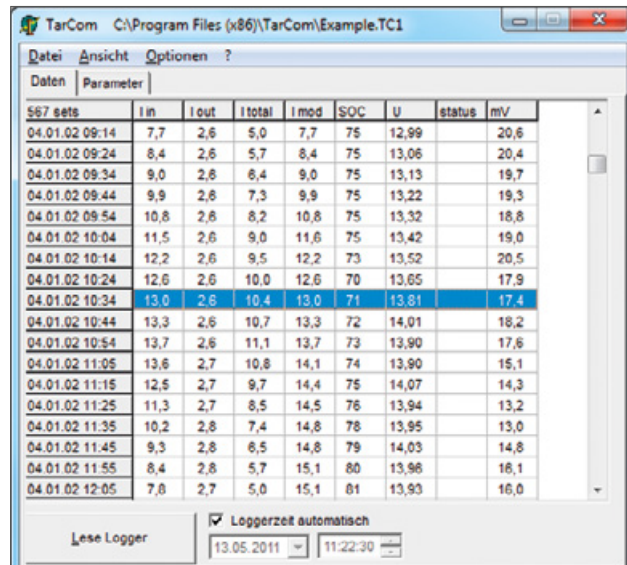 TarCom C:\Program Files (x86)\TarCom\Example.TC1
Datei Ansicht Optionen ?
Daten Parameter
567 sets I in I out I total I mod SOC U status mV
04.01.02 09:14 7,7 2,6 5,0 7,7 75 12,99 20,6
04.01.02 09:24 8,4 2,6 5,7 8,4 75 13,06 20,4
04.01.02 09:34 9,0 2,6 6,4 9,0 75 13,13 19,7
04.01.02 09:44 9,9 2,6 7,3 9,9 75 13,22 19,3
04.01.02 09:54 10,8 2,6 8,2 10,8 75 13,32 18,8
04.01.02 10:04 11,5 2,6 9,0 11,6 75 13,42 19,0
04.01.02 10:14 12,2 2,6 9,5 12,2 73 13,52 20,5
04.01.02 10:24 12,6 2,6 10,0 12,6 70 13,65 17,9
04.01.02 10:34 13,0 2,6 10,4 13,0 71 13,81 17,4
04.01.02 10:44 13,3 2,6 10,7 13,3 72 14,01 18,2
04.01.02 10:54 13,7 2,6 11,1 13,7 73 13,90 17,6
04.01.02 11:05 13,6 2,7 10,8 14,1 74 13,90 15,1
04.01.02 11:15 12,5 2,7 9,7 14,4 75 14,07 14,3
04.01.02 11:25 11,3 2,7 8,5 14,5 76 13,94 13,2
04.01.02 11:35 10,2 2,8 7,4 14,8 78 13,95 13,0
04.01.02 11:45 9,3 2,8 6,5 14,8 79 14,03 14,8
04.01.02 11:55 8,4 2,8 5,7 15,1 80 13,96 16,1
04.01.02 12:05 7,8 2,7 5,0 15,1 81 13,93 16,0
Lese Logger
Loggerzeit automatisch
13.05.2011 11:22:30